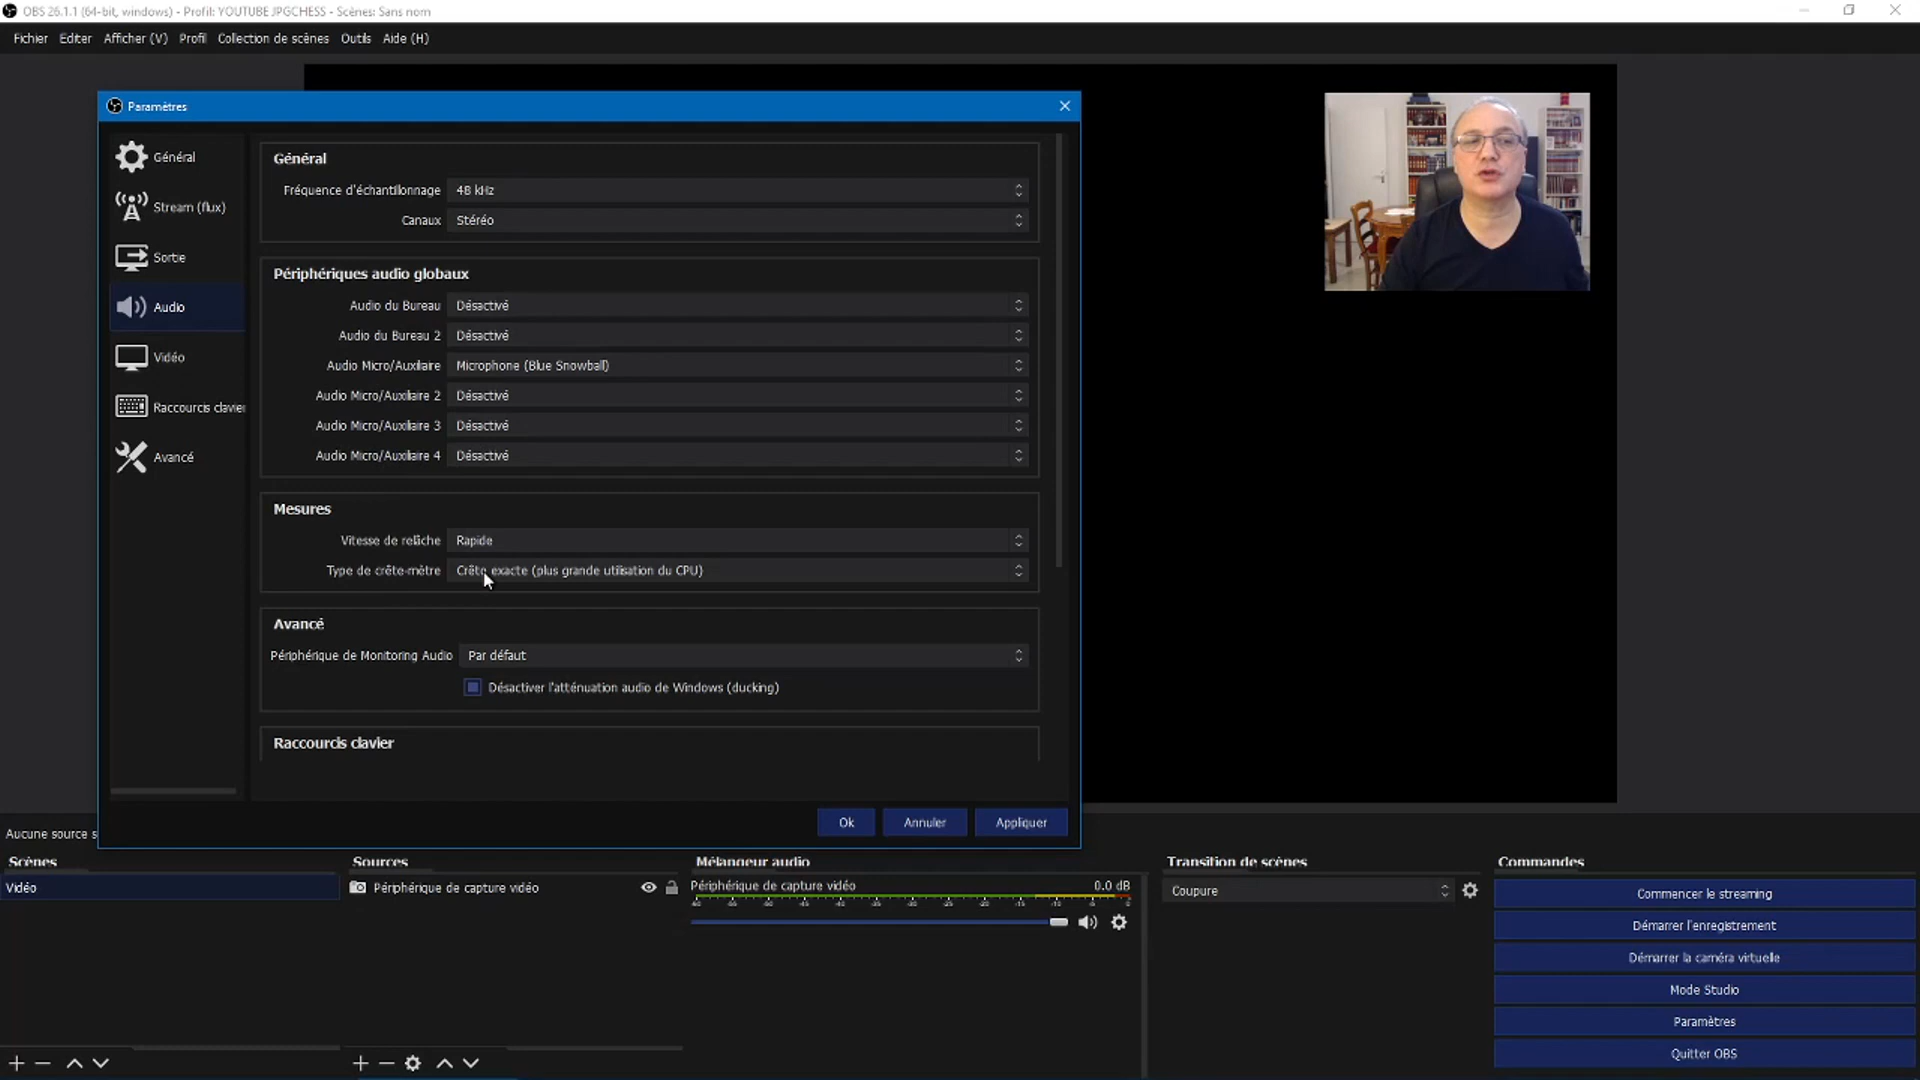 OBS 26.1.1 (64-bit, windows) - Profil: YOUTUBE JPGCHESS - Scènes: Sans nom
Fichier Editer Afficher (V) Profil Collection de scènes Outils Aide (H)
Paramètres
Général
Stream (flux)
Sortie
Audio
Vidéo
Raccourcis clavier
Avancé
Général
Fréquence d'échantillonnage 48 kHz
Canaux Stéréo
Périphériques audio globaux
Audio du Bureau Désactivé
Audio du Bureau 2 Désactivé
Audio Micro/Auxiliaire Microphone (Blue Snowball)
Audio Micro/Auxiliaire 2 Désactivé
Audio Micro/Auxiliaire 3 Désactivé
Audio Micro/Auxiliaire 4 Désactivé
Mesures
Vitesse de relâche Rapide
Type de crête-mètre Crête exacte (plus grande utilisation du CPU)
Avancé
Périphérique de Monitoring Audio Par défaut
Désactiver l'atténuation audio de Windows (ducking)
Raccourcis clavier
Ok Annuler Appliquer
Aucune source s
Scènes
Vidéo
Sources
Périphérique de capture vidéo
Mélangeur audio
Périphérique de capture vidéo 0.0 dB
Transition de scènes
Coupure
Commandes
Commencer le streaming
Démarrer l'enregistrement
Démarrer la caméra virtuelle
Mode Studio
Paramètres
Quitter OBS